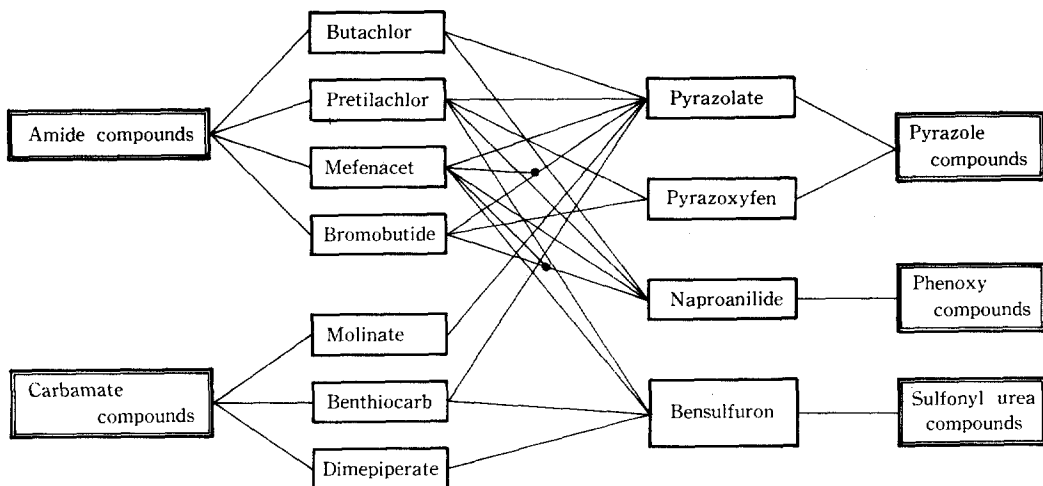 Amide compounds
Carbamate
compounds
Butachlor
Pretilachlor
Mefenacet
Bromobutide
Molinate
Benthiocarb
Dimepiperate
Pyrazolate
Pyrazoxyfen
Naproanilide
Bensulfuron
Pyrazole
compounds
Phenoxy
compounds
Sulfonyl urea
compounds